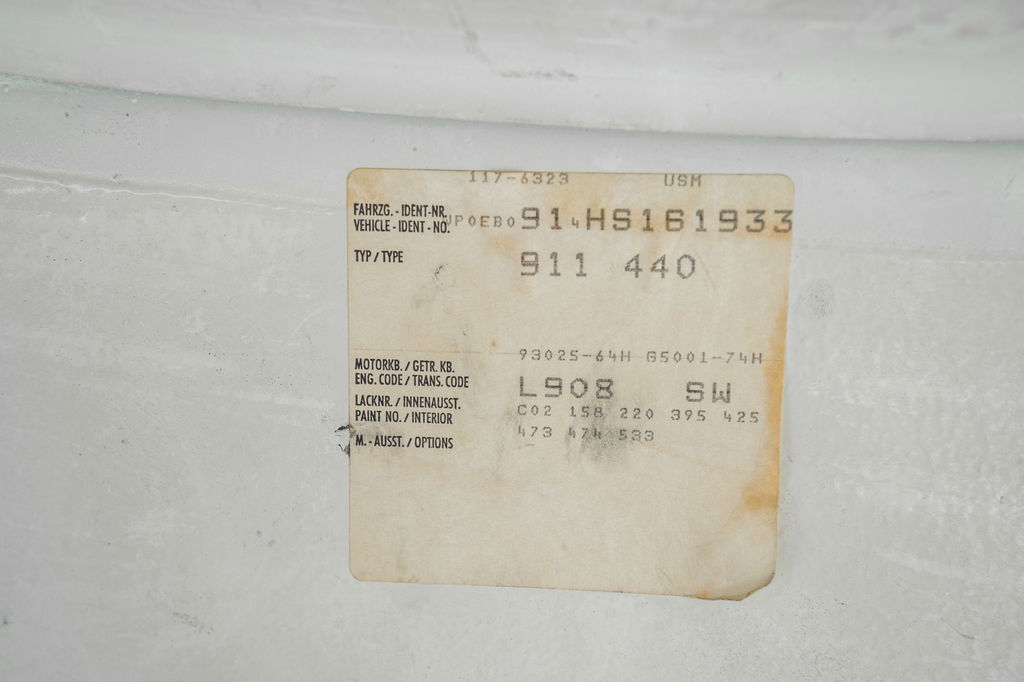 117-6323 USM
FAHRZG. - IDENT-NR.
VEHICLE - IDENT - NO. WP0EB0914HS161933
TYP / TYPE 911 440
MOTORKB. / GETR. KB. 93025-64H G5001-74H
ENG. CODE / TRANS. CODE
LACKNR. / INNENAUSST. L908 SW
PAINT NO. / INTERIOR C02 158 220 395 425
M. - AUSST. / OPTIONS 473 474 533